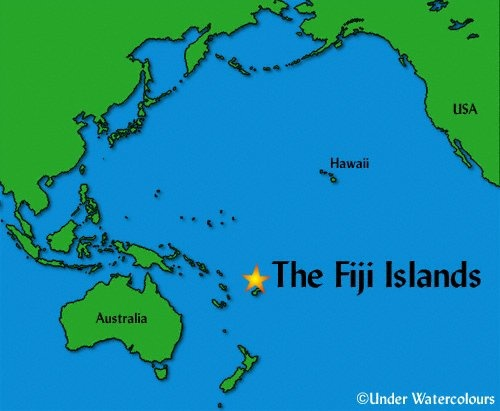 USA
Hawaii
The Fiji Islands
Australia
©Under Watercolours